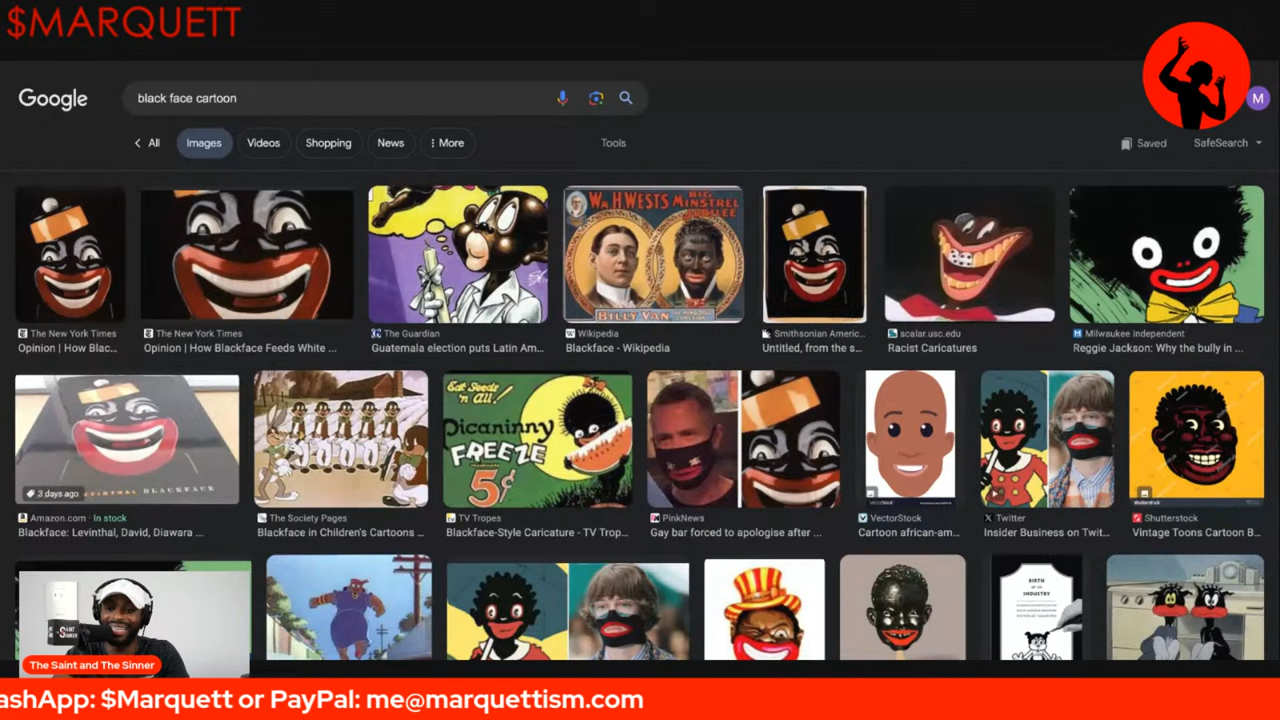 $MARQUETT
Google
black face cartoon
M
All
Images
Videos
Shopping
News
More
Tools
Saved
SafeSearch
WM H WEST'S BIG MINSTREL JUBILEE
BILLY VAN
The New York Times
Opinion | How Blac...
The New York Times
Opinion | How Blackface Feeds White ...
The Guardian
Guatemala election puts Latin Am...
Wikipedia
Blackface - Wikipedia
Smithsonian Americ...
Untitled, from the s...
scalar.usc.edu
Racist Caricatures
Milwaukee Independent
Reggie Jackson: Why the bully in ...
BLACKFACE
3 days ago
Eat Seeds
'n All!
Picaninny
FREEZE
5¢
Amazon.com · In stock
Blackface: Levinthal, David, Diawara ...
The Society Pages
Blackface in Children's Cartoons ...
TV Tropes
Blackface-Style Caricature - TV Trop...
PinkNews
Gay bar forced to apologise after ...
VectorStock
Cartoon african-am...
Twitter
Insider Business on Twit...
shutterstock
Shutterstock
Vintage Toons Cartoon B...
BIRTH
OF AN
INDUSTRY
The Saint and The Sinner
ashApp: $Marquett or PayPal: me@marquettism.com